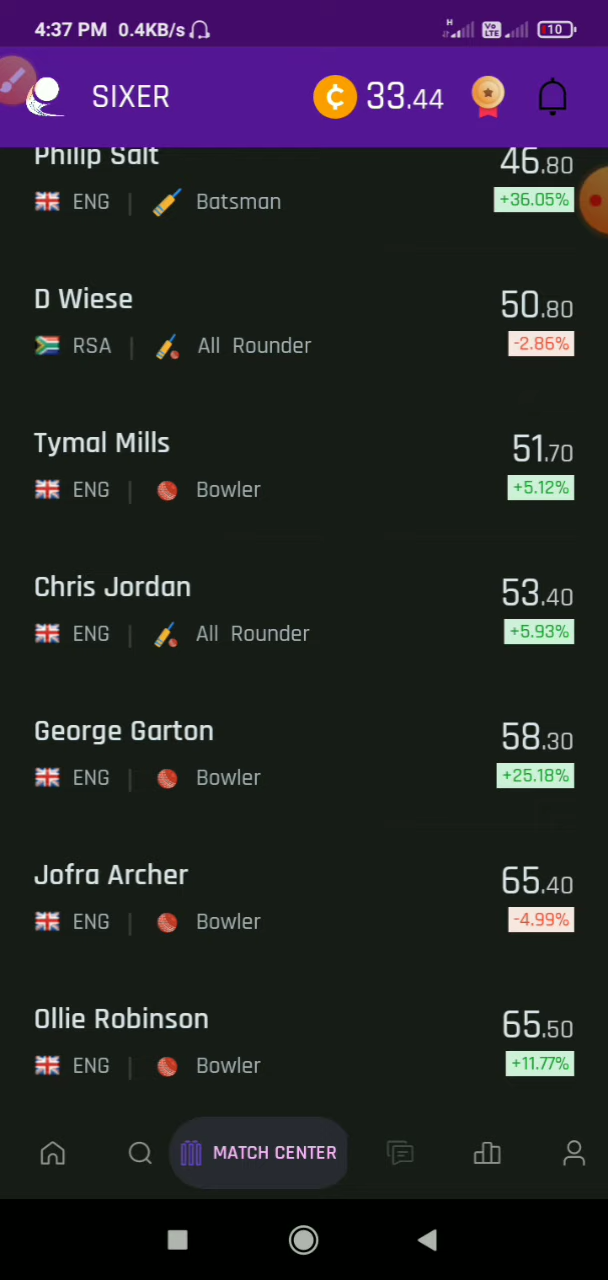 4:37 PM 0.4KB/s H Vo LTE 10
SIXER ¢ 33.44
Philip Salt 46.80
ENG | Batsman +36.05%
D Wiese 50.80
RSA | All Rounder -2.86%
Tymal Mills 51.70
ENG | Bowler +5.12%
Chris Jordan 53.40
ENG | All Rounder +5.93%
George Garton 58.30
ENG | Bowler +25.18%
Jofra Archer 65.40
ENG | Bowler -4.99%
Ollie Robinson 65.50
ENG | Bowler +11.77%
MATCH CENTER